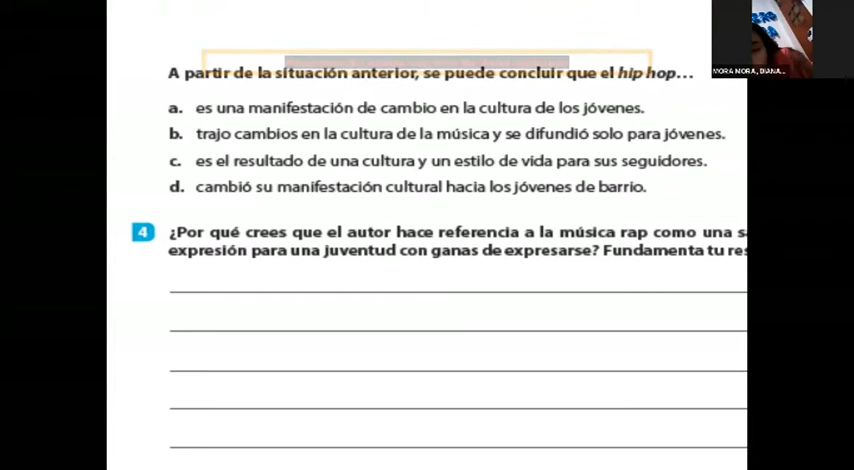 A partir de la situación anterior, se puede concluir que el hip hop...
a. es una manifestación de cambio en la cultura de los jóvenes.
b. trajo cambios en la cultura de la música y se difundió solo para jóvenes.
c. es el resultado de una cultura y un estilo de vida para sus seguidores.
d. cambió su manifestación cultural hacia los jóvenes de barrio.
4 ¿Por qué crees que el autor hace referencia a la música rap como una s
expresión para una juventud con ganas de expresarse? Fundamenta tu res
MORA MORA, DIANA...